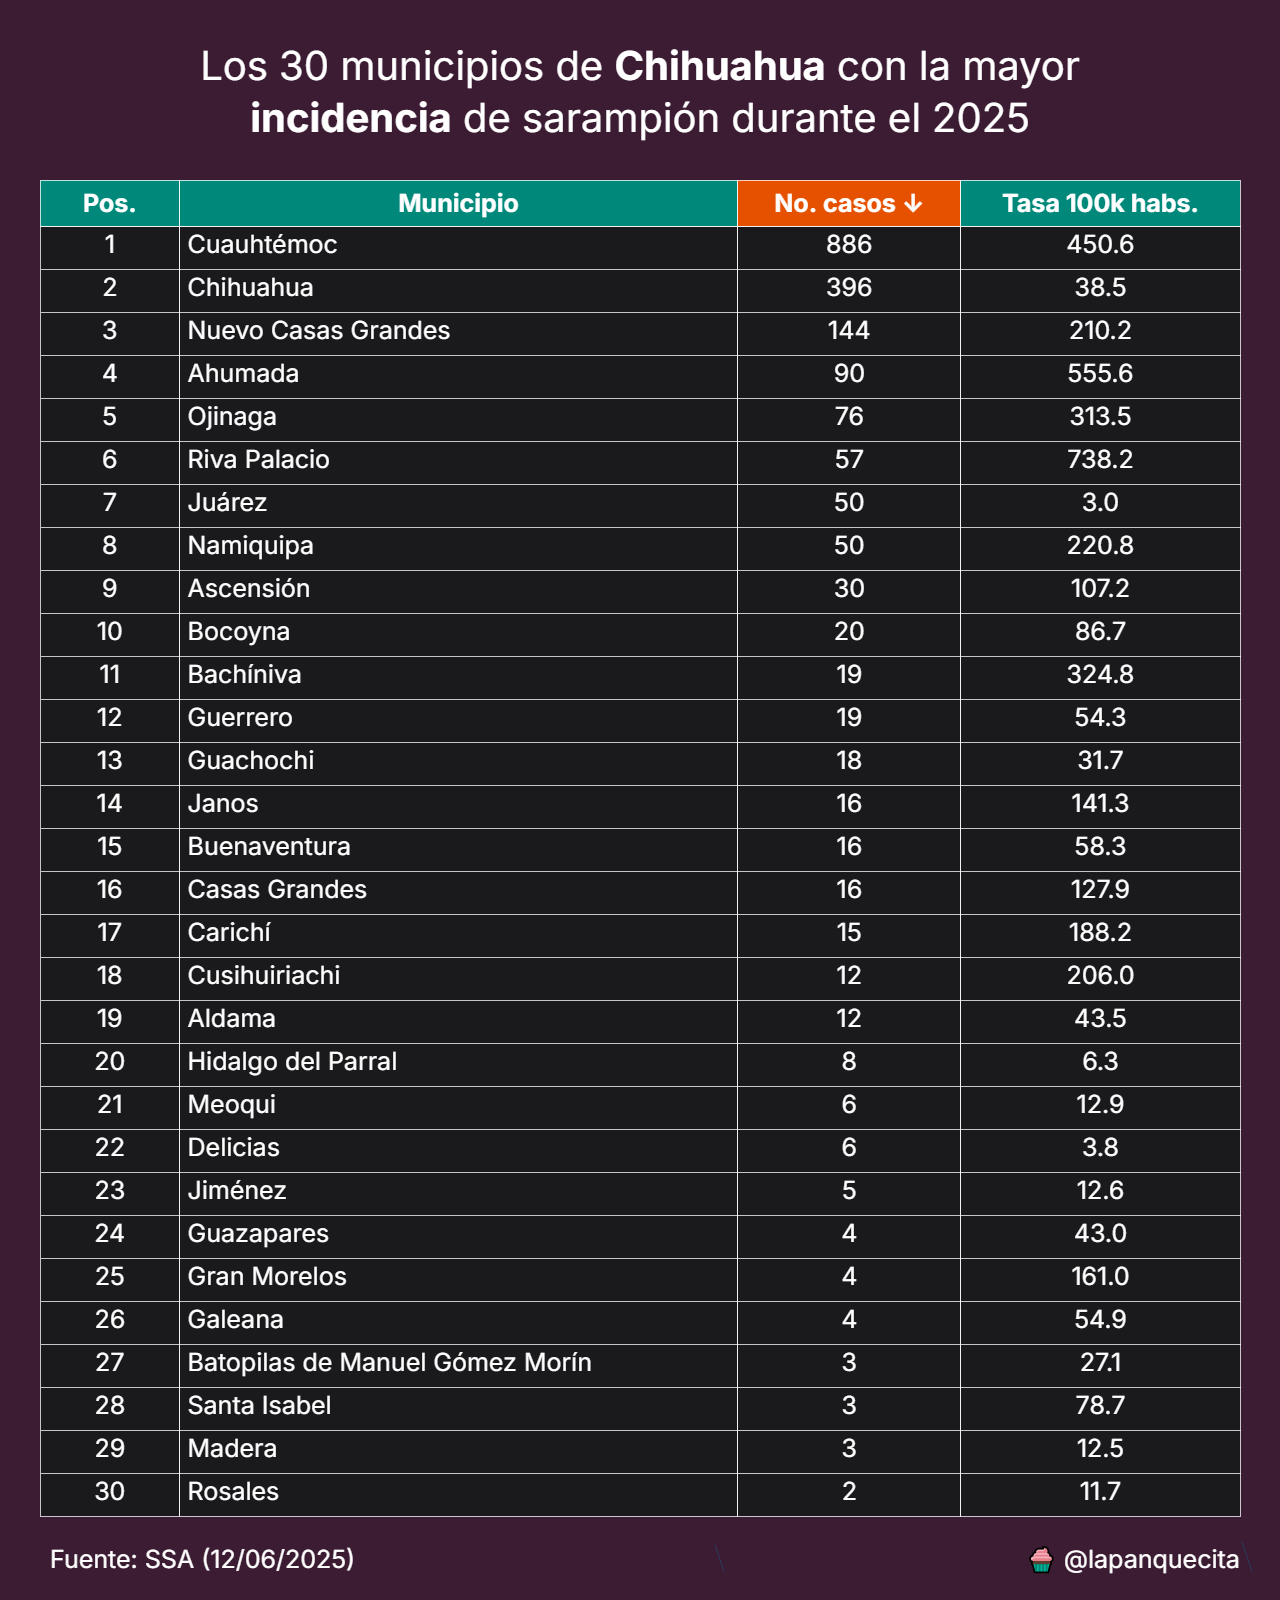 Los 30 municipios de Chihuahua con la mayor
incidencia de sarampión durante el 2025
Pos. Municipio No. casos ↓ Tasa 100k habs.
1 Cuauhtémoc 886 450.6
2 Chihuahua 396 38.5
3 Nuevo Casas Grandes 144 210.2
4 Ahumada 90 555.6
5 Ojinaga 76 313.5
6 Riva Palacio 57 738.2
7 Juárez 50 3.0
8 Namiquipa 50 220.8
9 Ascensión 30 107.2
10 Bocoyna 20 86.7
11 Bachíniva 19 324.8
12 Guerrero 19 54.3
13 Guachochi 18 31.7
14 Janos 16 141.3
15 Buenaventura 16 58.3
16 Casas Grandes 16 127.9
17 Carichí 15 188.2
18 Cusihuiriachi 12 206.0
19 Aldama 12 43.5
20 Hidalgo del Parral 8 6.3
21 Meoqui 6 12.9
22 Delicias 6 3.8
23 Jiménez 5 12.6
24 Guazapares 4 43.0
25 Gran Morelos 4 161.0
26 Galeana 4 54.9
27 Batopilas de Manuel Gómez Morín 3 27.1
28 Santa Isabel 3 78.7
29 Madera 3 12.5
30 Rosales 2 11.7
Fuente: SSA (12/06/2025) @lapanquecita